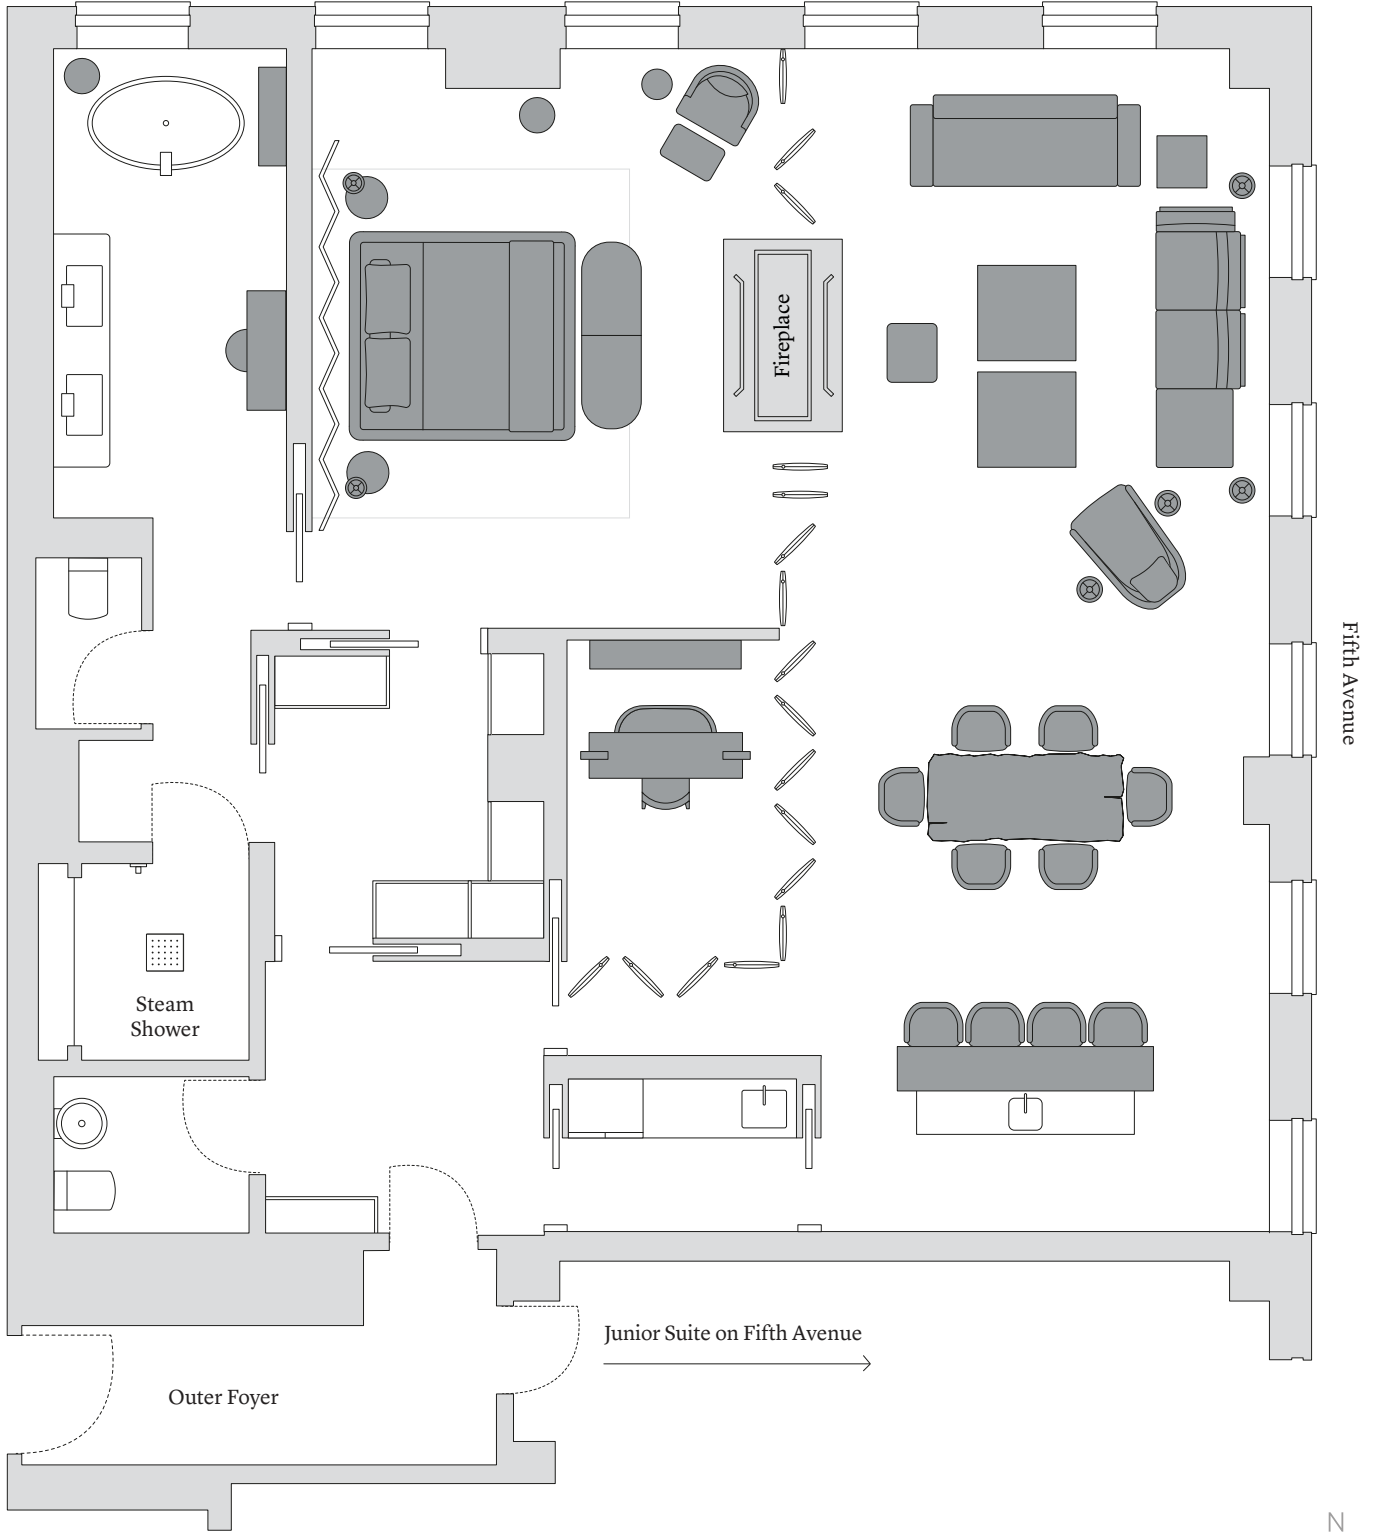 Fireplace
Fifth Avenue
Steam
Shower
Junior Suite on Fifth Avenue
Outer Foyer
N